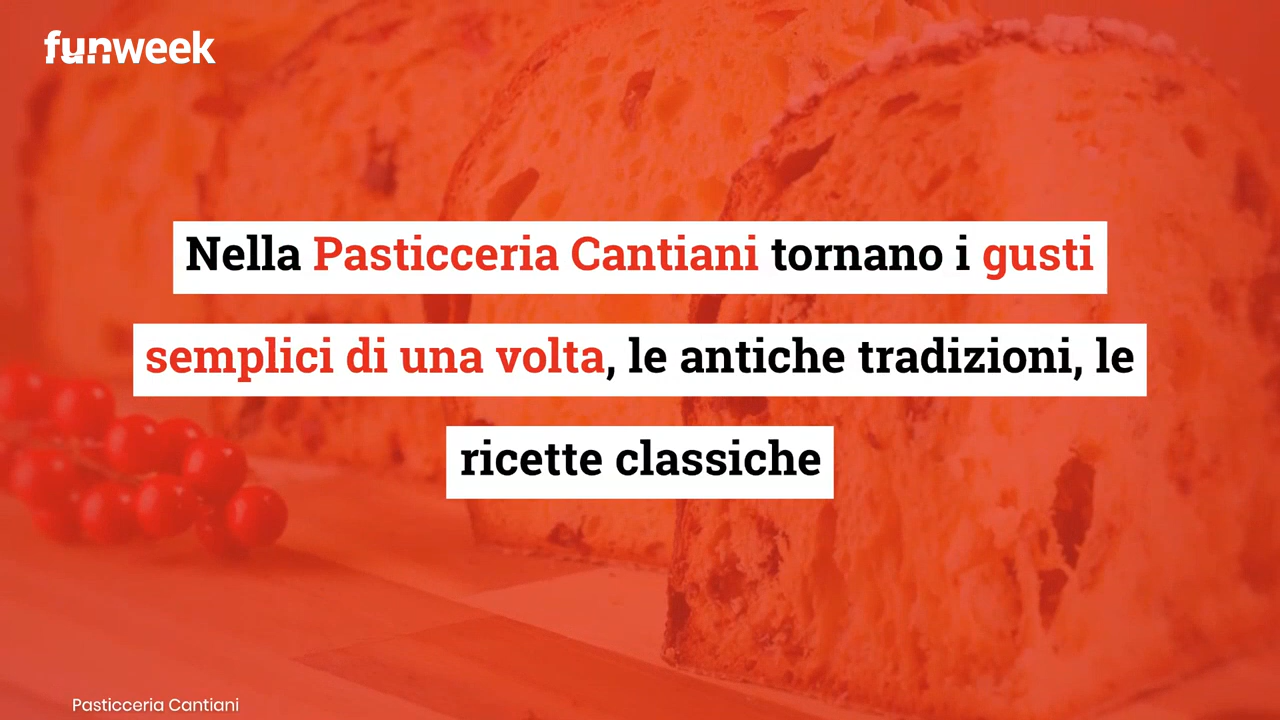 funweek
Nella Pasticceria Cantiani tornano i gusti
semplici di una volta, le antiche tradizioni, le
ricette classiche
Pasticceria Cantiani